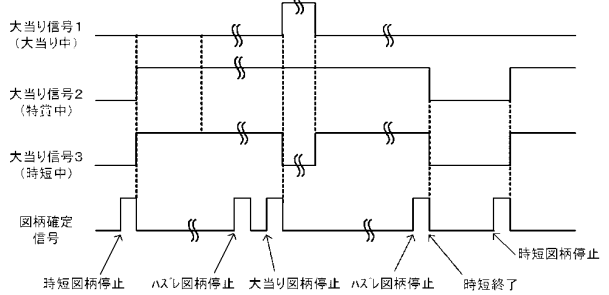 大当り信号1
(大当り中)
大当り信号2
(特賞中)
大当り信号3
(時短中)
図柄確定
信号
時短図柄停止
ハズレ図柄停止
大当り図柄停止
ハズレ図柄停止
時短終了
時短図柄停止